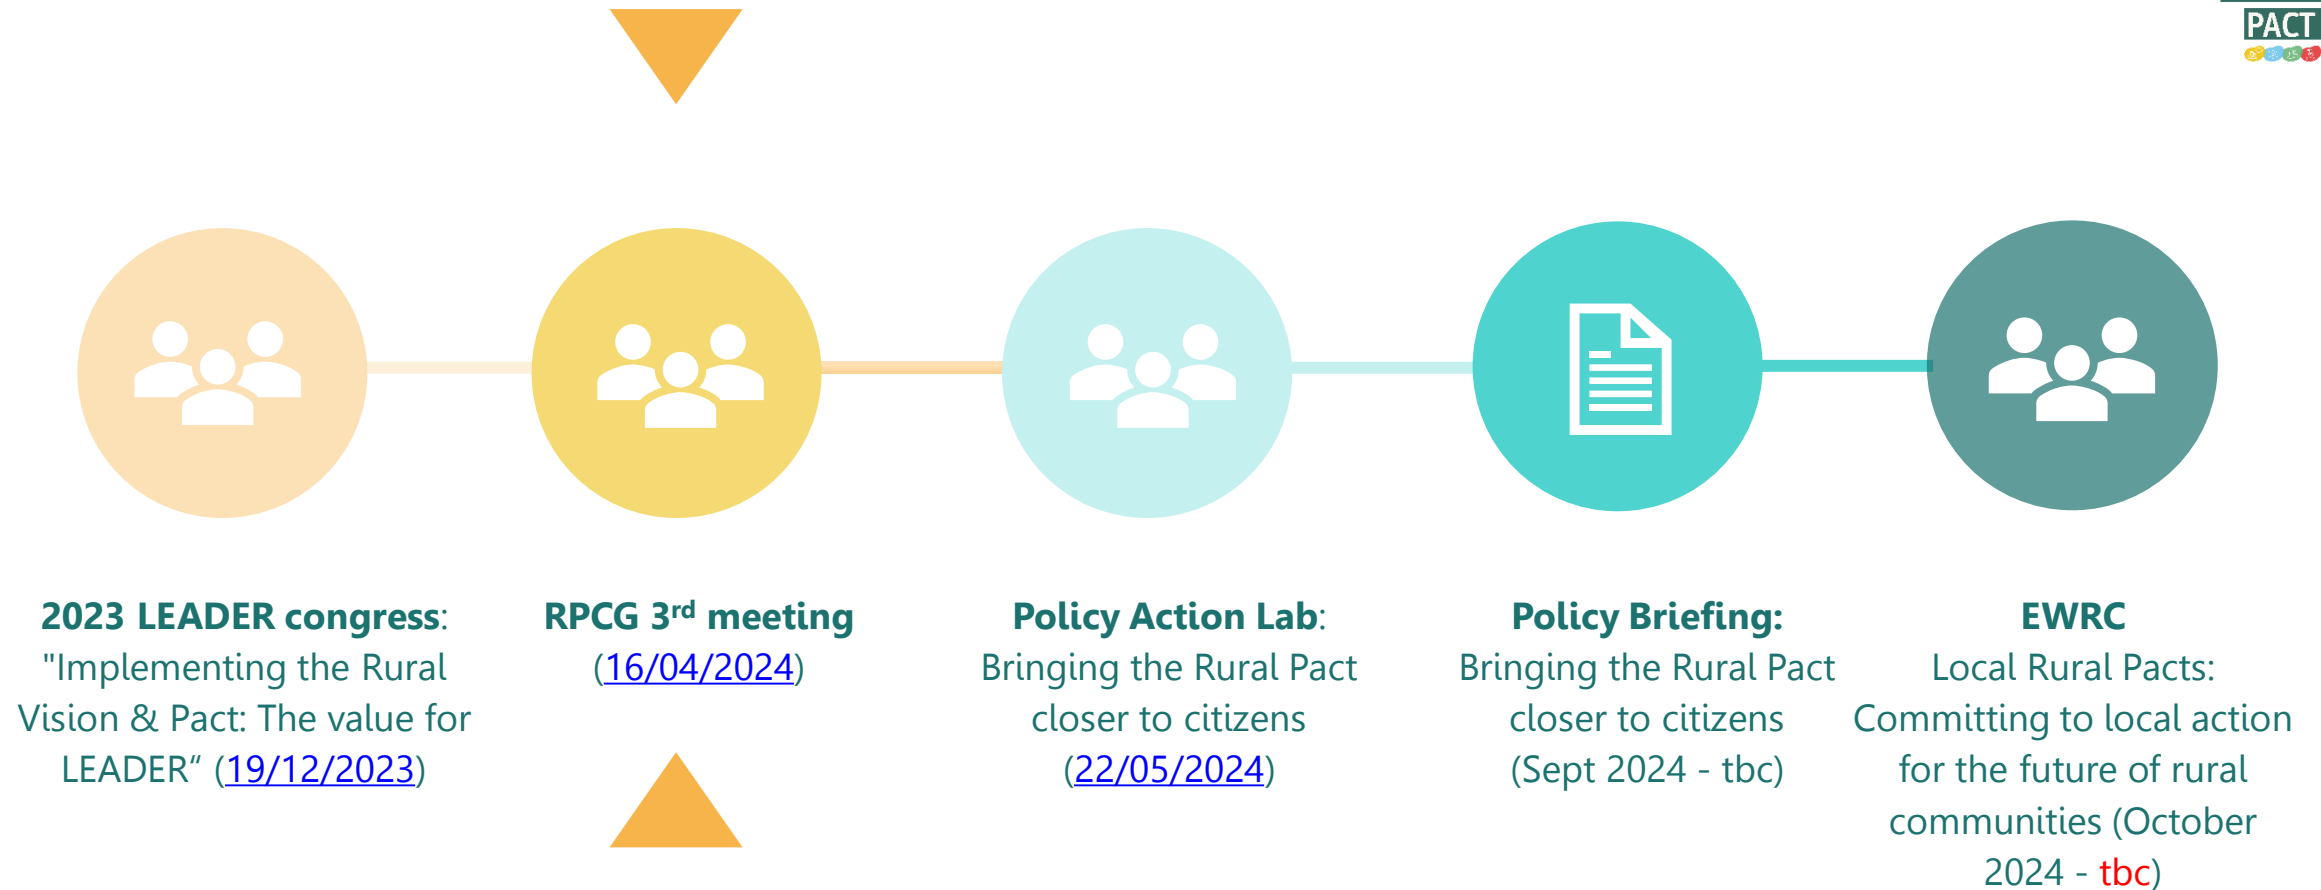 PACT
2023 LEADER congress:
"Implementing the Rural
Vision & Pact: The value for
LEADER“ (19/12/2023)
RPCG 3rd meeting
(16/04/2024)
Policy Action Lab:
Bringing the Rural Pact
closer to citizens
(22/05/2024)
Policy Briefing:
Bringing the Rural Pact
closer to citizens
(Sept 2024 - tbc)
EWRC
Local Rural Pacts:
Committing to local action
for the future of rural
communities (October
2024 - tbc)